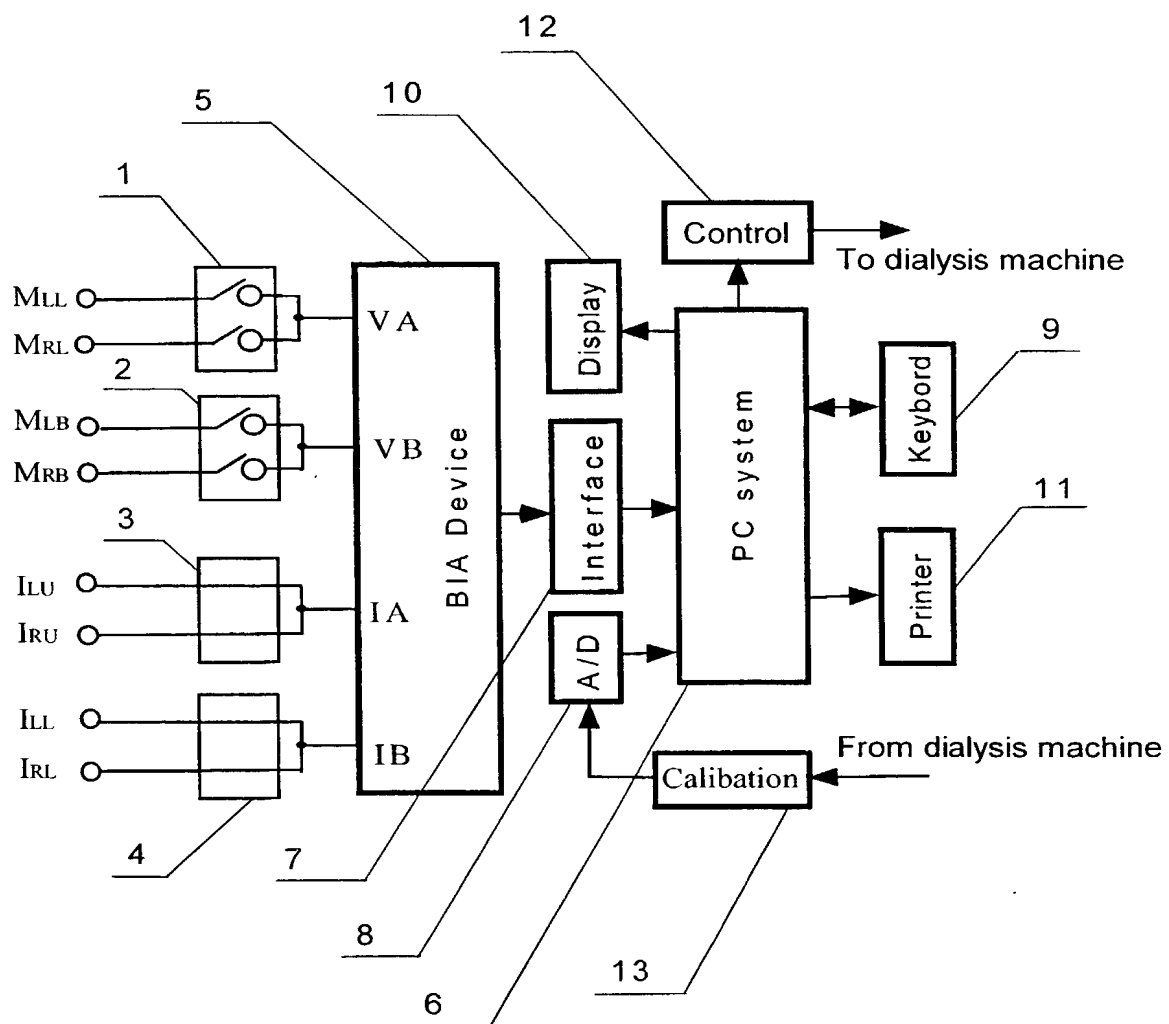 12
10
5
1
Control
To dialysis machine
MLL
MRL
VA
Display
9
2
MLB
MRB
VB
BIA Device
Interface
PC system
Keybord
11
3
ILU
IRU
IA
A/D
Printer
ILL
IRL
IB
From dialysis machine
Calibation
4
7
8
6
13